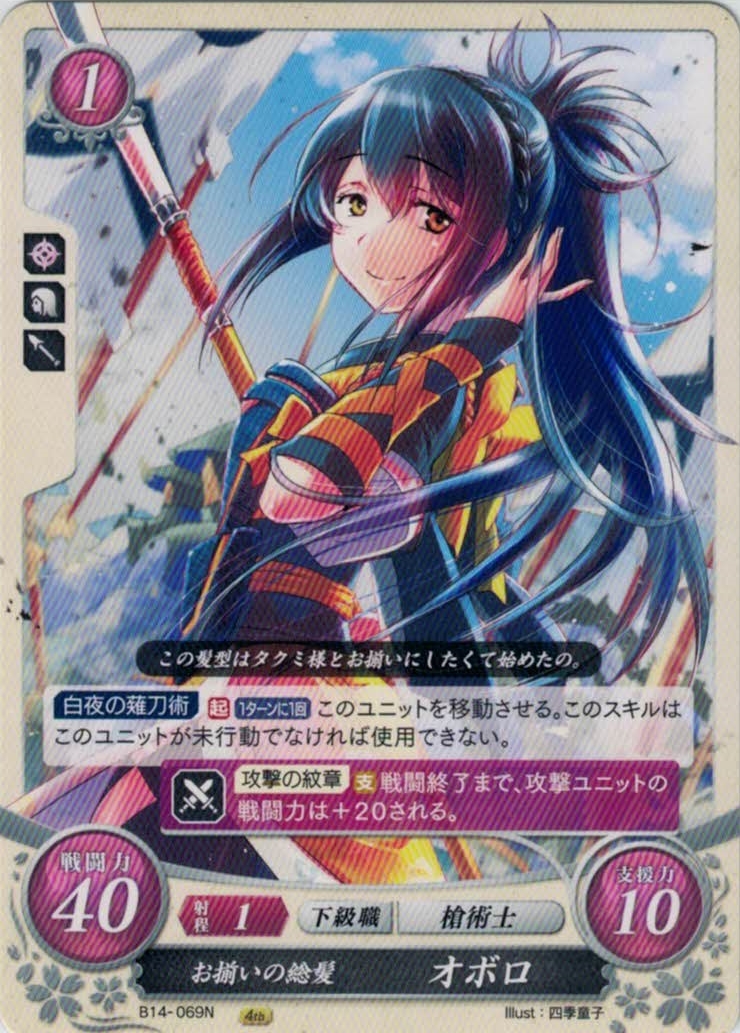 1
この髪型はタクミ様とお揃いにしたくて始めたの。
白夜の薙刀術 起 1ターンに1回 このユニットを移動させる。このスキルは
このユニットが未行動でなければ使用できない。
攻撃の紋章 支 戦闘終了まで、攻撃ユニットの
戦闘力は+20される。
戦闘力
40
射程 1 下級職 槍術士
支援力
10
お揃いの総髪 オボロ
B14-069N 4th Illust:四季童子